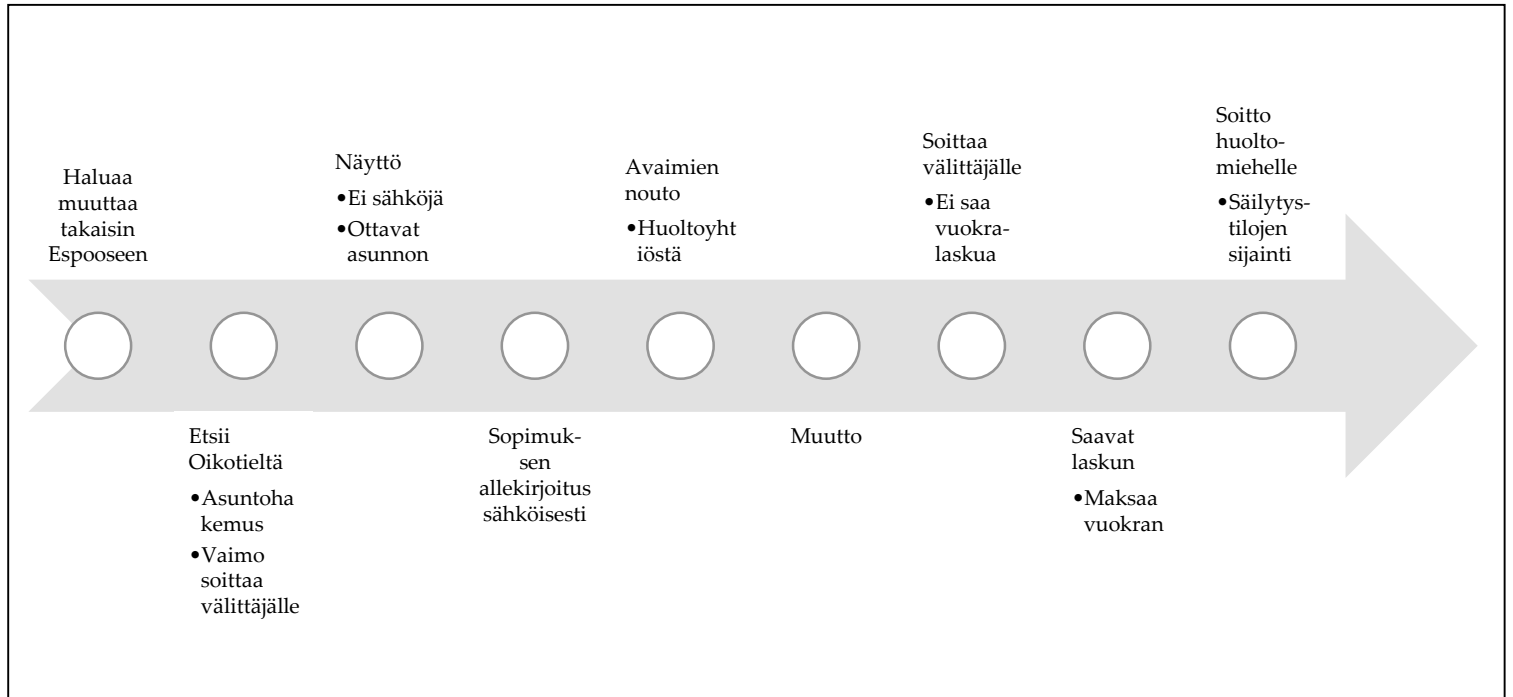 Haluaa
muuttaa
takaisin
Espooseen
Etsii
Oikotieltä
•Asuntoha
kemus
•Vaimo
soittaa
välittäjälle
Näyttö
•Ei sähköjä
•Ottavat
asunnon
Sopimuk-
sen
allekirjoitus
sähköisesti
Avaimien
nouto
•Huoltoyht
iöstä
Muutto
Soittaa
välittäjälle
•Ei saa
vuokra-
laskua
Saavat
laskun
•Maksaa
vuokran
Soitto
huolto-
miehelle
•Säilytys-
tilojen
sijainti